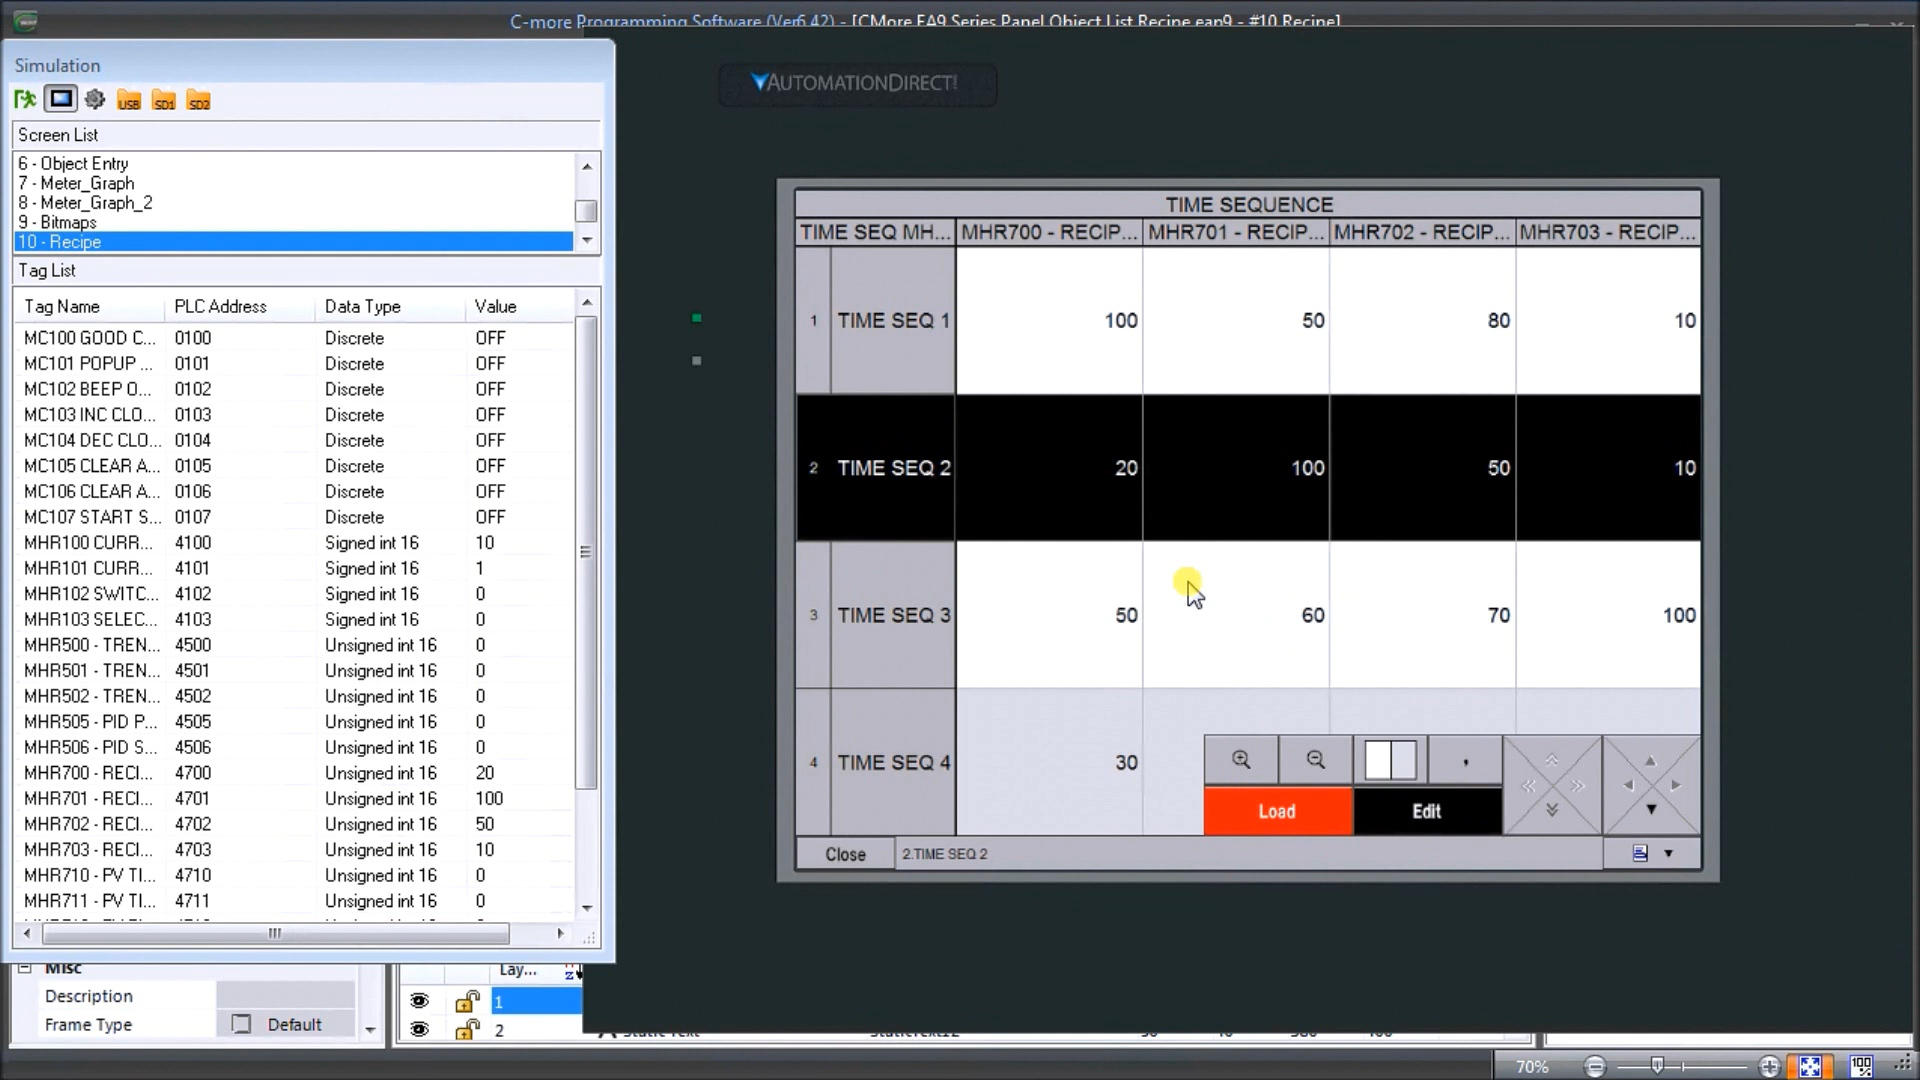 C-more Programming Software (Ver6.42) - [CMore EA9 Series Panel Object List Recipe.eap9 - #10 Recipe]
Simulation
USB SD1 SD2
Screen List
6 - Object Entry
7 - Meter_Graph
8 - Meter_Graph_2
9 - Bitmaps
10 - Recipe
Tag List
Tag Name PLC Address Data Type Value
MC100 GOOD C... 0100 Discrete OFF
MC101 POPUP ... 0101 Discrete OFF
MC102 BEEP O... 0102 Discrete OFF
MC103 INC CLO... 0103 Discrete OFF
MC104 DEC CLO... 0104 Discrete OFF
MC105 CLEAR A... 0105 Discrete OFF
MC106 CLEAR A... 0106 Discrete OFF
MC107 START S... 0107 Discrete OFF
MHR100 CURR... 4100 Signed int 16 10
MHR101 CURR... 4101 Signed int 16 1
MHR102 SWITC... 4102 Signed int 16 0
MHR103 SELEC... 4103 Signed int 16 0
MHR500 - TREN... 4500 Unsigned int 16 0
MHR501 - TREN... 4501 Unsigned int 16 0
MHR502 - TREN... 4502 Unsigned int 16 0
MHR505 - PID P... 4505 Unsigned int 16 0
MHR506 - PID S... 4506 Unsigned int 16 0
MHR700 - RECI... 4700 Unsigned int 16 20
MHR701 - RECI... 4701 Unsigned int 16 100
MHR702 - RECI... 4702 Unsigned int 16 50
MHR703 - RECI... 4703 Unsigned int 16 10
MHR710 - PV TI... 4710 Unsigned int 16 0
MHR711 - PV TI... 4711 Unsigned int 16 0
AUTOMATIONDIRECT!
TIME SEQUENCE
TIME SEQ MH... MHR700 - RECIP... MHR701 - RECIP... MHR702 - RECIP... MHR703 - RECIP...
1 TIME SEQ 1 100 50 80 10
2 TIME SEQ 2 20 100 50 10
3 TIME SEQ 3 50 60 70 100
4 TIME SEQ 4 30
Load Edit
Close 2.TIME SEQ 2
Misc
Description
Frame Type Default
Lay...
1
2
70%
100%